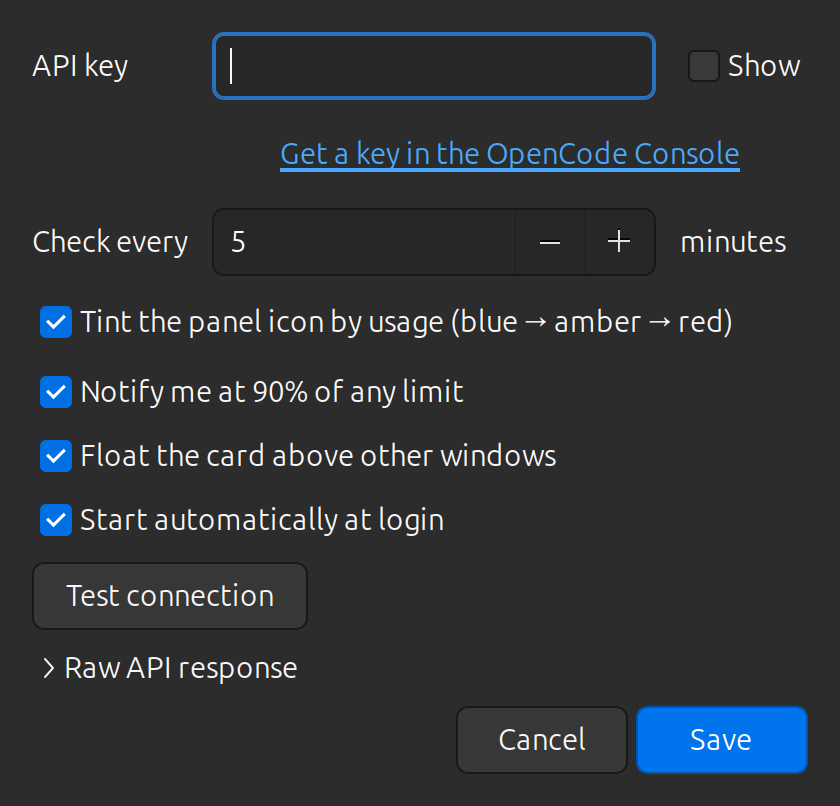 API key
Show
Get a key in the OpenCode Console
Check every 5 − + minutes
Tint the panel icon by usage (blue → amber → red)
Notify me at 90% of any limit
Float the card above other windows
Start automatically at login
Test connection
Raw API response
Cancel
Save